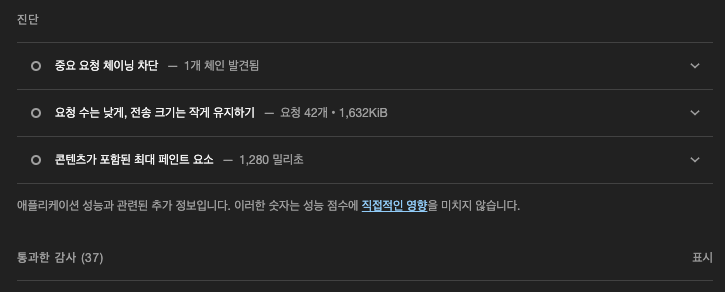 진단
중요 요청 체이닝 차단 — 1개 체인 발견됨
요청 수는 낮게, 전송 크기는 작게 유지하기 — 요청 42개 • 1,632KiB
콘텐츠가 포함된 최대 페인트 요소 — 1,280 밀리초
애플리케이션 성능과 관련된 추가 정보입니다. 이러한 숫자는 성능 점수에 직접적인 영향을 미치지 않습니다.
통과한 감사 (37) 표시